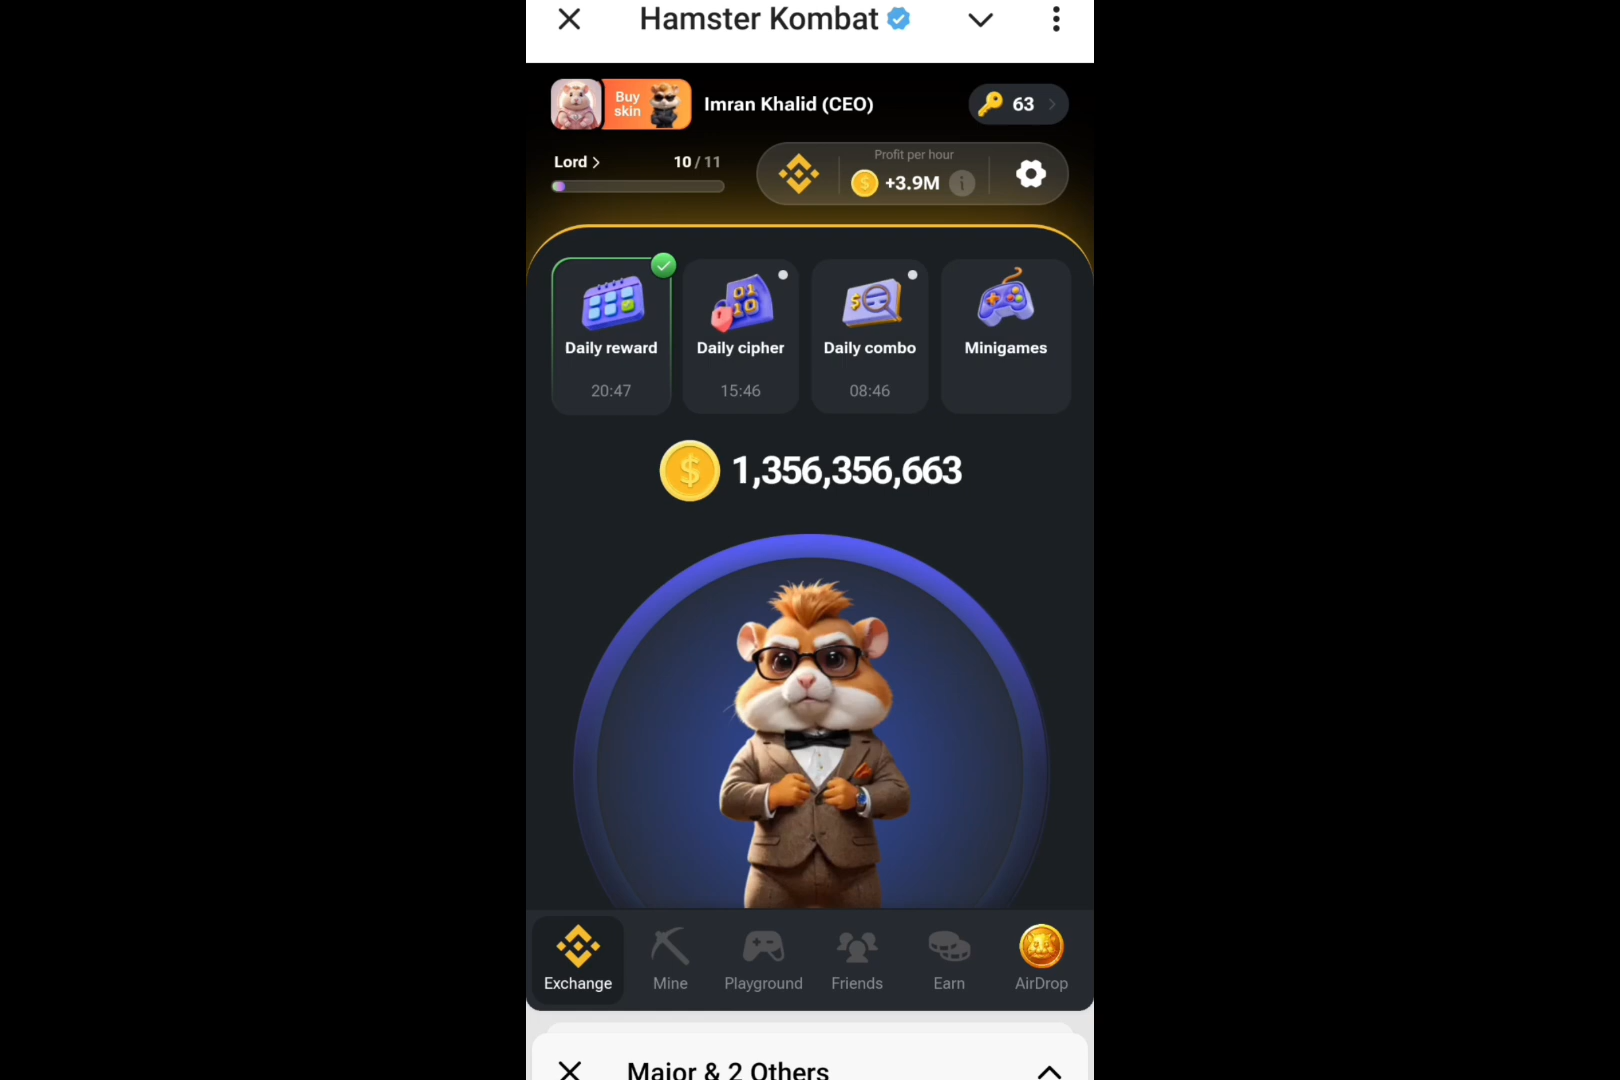 Hamster Kombat
Buy
skin
Imran Khalid (CEO)
63
Lord >
10 / 11
Profit per hour
+3.9M
Daily reward
20:47
01
10
Daily cipher
15:46
Daily combo
08:46
Minigames
1,356,356,663
Exchange
Mine
Playground
Friends
Earn
AirDrop
Major & 2 Others